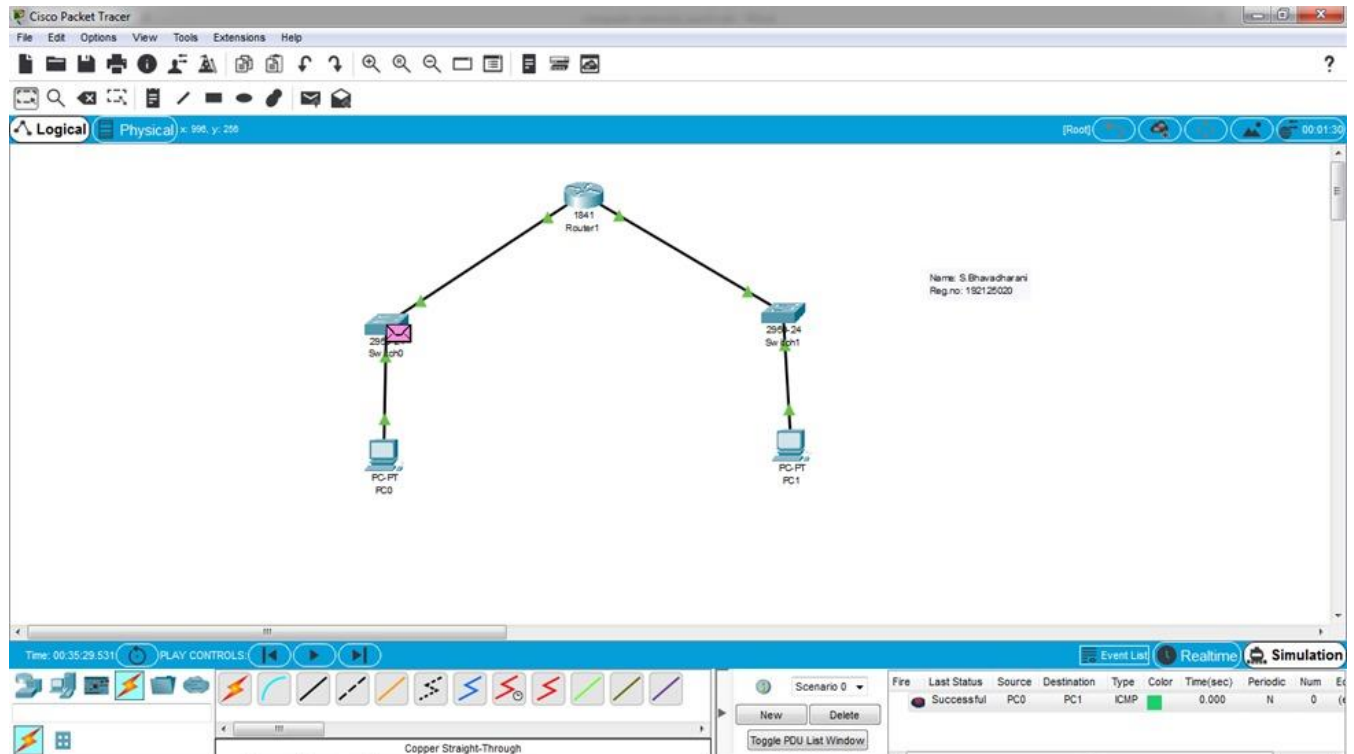 Cisco Packet Tracer
File Edit Options View Tools Extensions Help
?
Logical Physical x: 998, y: 256 [Root] 00:01:30
1841
Router1
Name: S.Bhavadharani
Reg.no: 192125020
24
Switch0
24
Switch1
PC-PT
PC0
PC-PT
PC1
Time: 00:35:29.531 PLAY CONTROLS: Event List Realtime Simulation
Scenario 0
Fire Last Status Source Destination Type Color Time(sec) Periodic Num
Successful PC0 PC1 ICMP 0.000 N 0
New Delete
Toggle PDU List Window
Copper Straight-Through